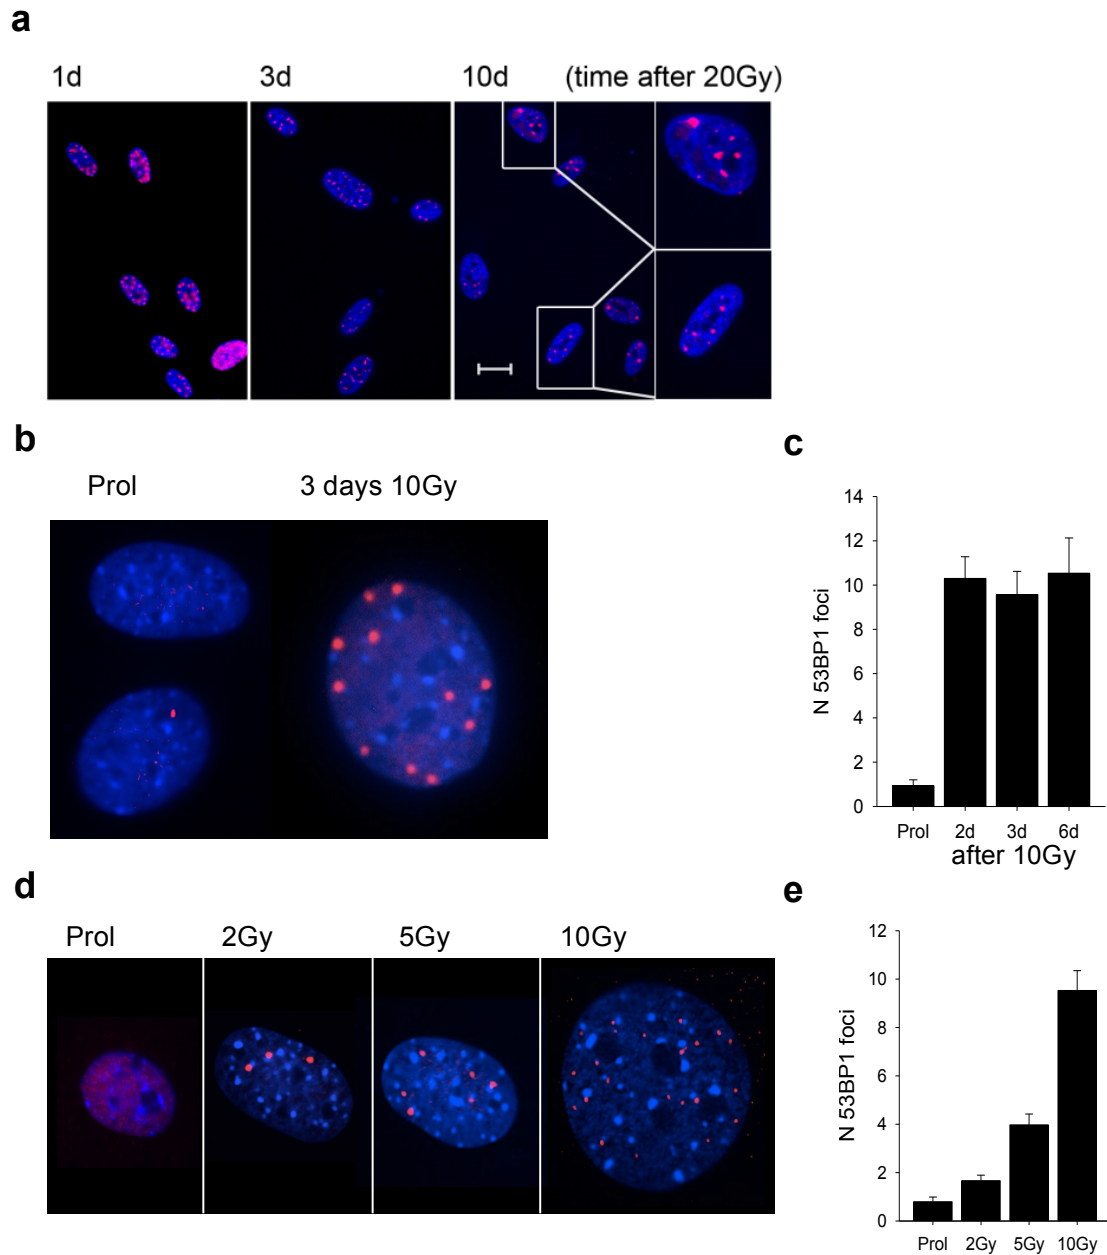 a
1d 3d 10d (time after 20Gy)
b
Prol 3 days 10Gy
c
14
12
10
8
6
4
2
0
N 53BP1 foci
Prol 2d 3d 6d
after 10Gy
d
Prol 2Gy 5Gy 10Gy
e
12
10
8
6
4
2
0
N 53BP1 foci
Prol 2Gy 5Gy 10Gy